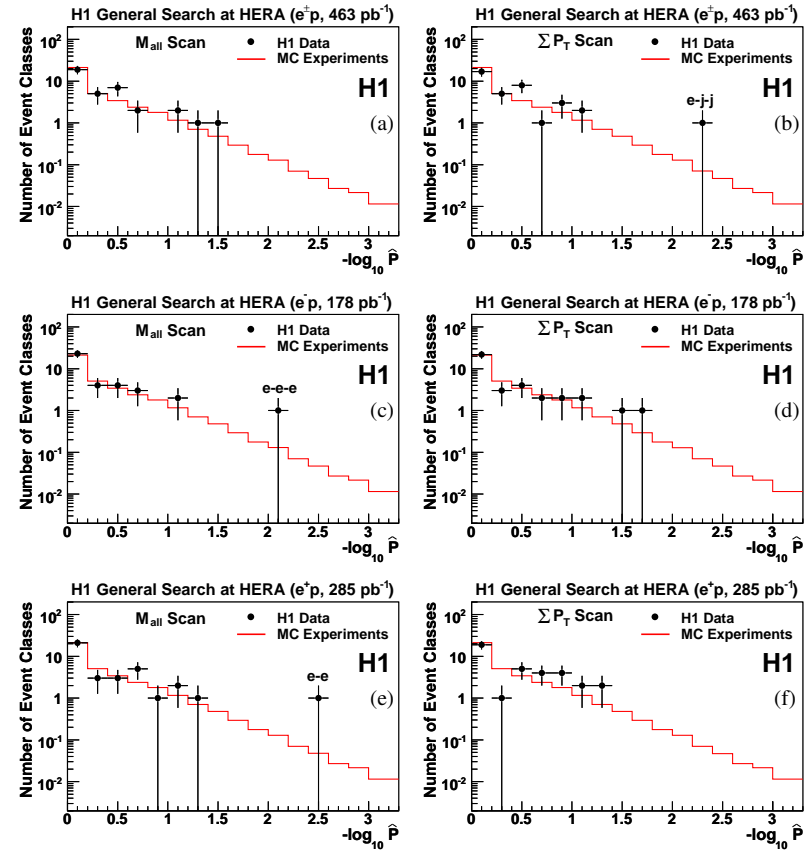 H1 General Search at HERA (e±p, 463 pb-1)
Number of Event Classes
Mall Scan
H1 Data
MC Experiments
H1
(a)
10²
10
1
10-1
10-2
0 0.5 1 1.5 2 2.5 3
-log10 P̂
H1 General Search at HERA (e±p, 463 pb-1)
Number of Event Classes
∑ PT Scan
H1 Data
MC Experiments
H1
e-j-j
(b)
10²
10
1
10-1
10-2
0 0.5 1 1.5 2 2.5 3
-log10 P̂
H1 General Search at HERA (e-p, 178 pb-1)
Number of Event Classes
Mall Scan
H1 Data
MC Experiments
H1
e-e-e
(c)
10²
10
1
10-1
10-2
0 0.5 1 1.5 2 2.5 3
-log10 P̂
H1 General Search at HERA (e-p, 178 pb-1)
Number of Event Classes
∑ PT Scan
H1 Data
MC Experiments
H1
(d)
10²
10
1
10-1
10-2
0 0.5 1 1.5 2 2.5 3
-log10 P̂
H1 General Search at HERA (e+p, 285 pb-1)
Number of Event Classes
Mall Scan
H1 Data
MC Experiments
H1
e-e
(e)
10²
10
1
10-1
10-2
0 0.5 1 1.5 2 2.5 3
-log10 P̂
H1 General Search at HERA (e+p, 285 pb-1)
Number of Event Classes
∑ PT Scan
H1 Data
MC Experiments
H1
(f)
10²
10
1
10-1
10-2
0 0.5 1 1.5 2 2.5 3
-log10 P̂